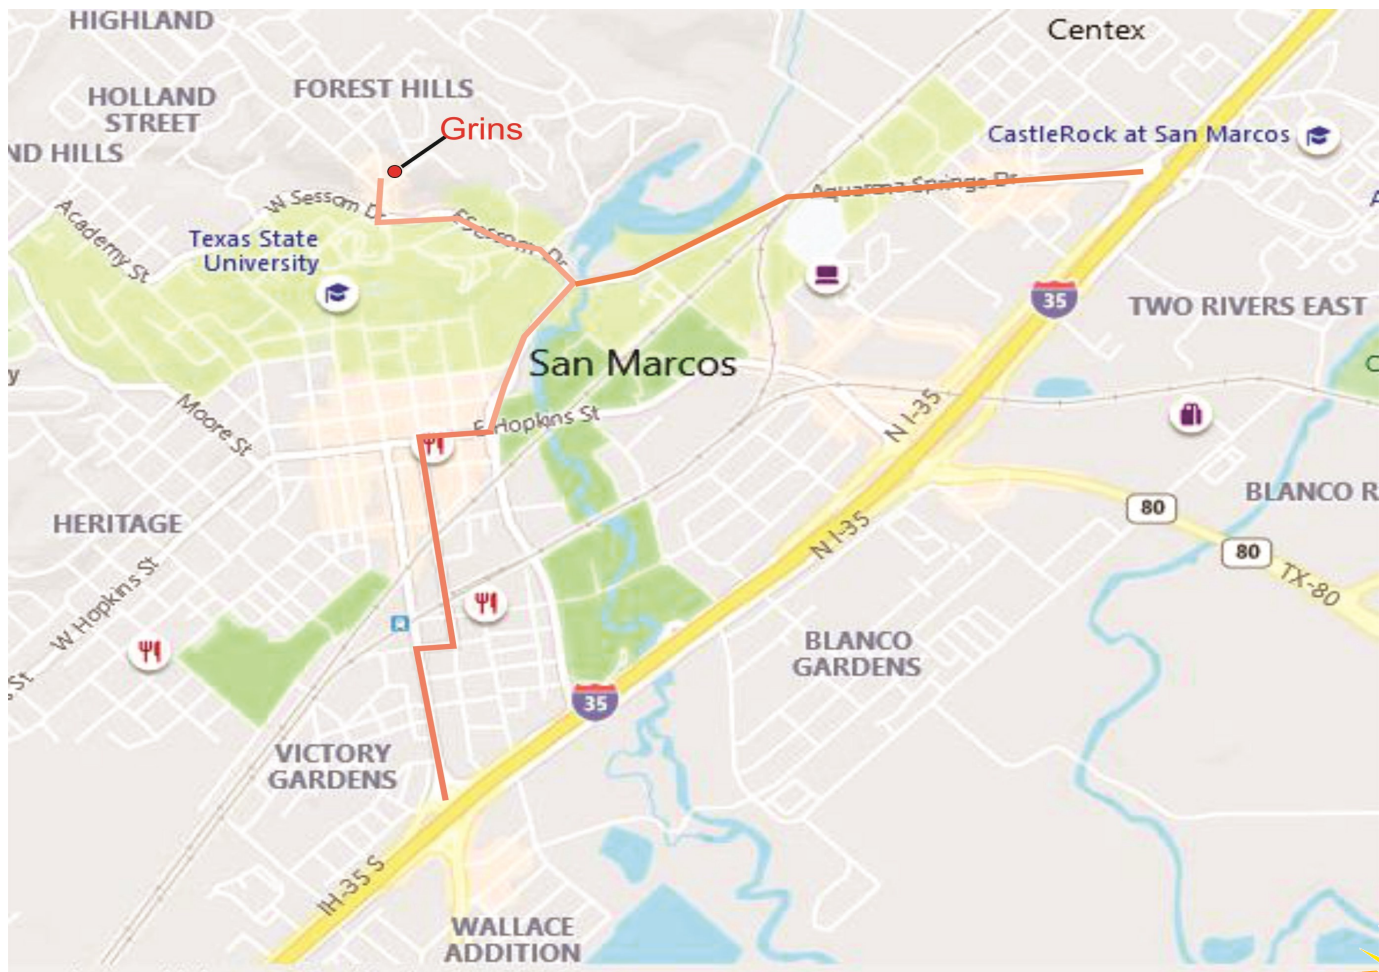 HIGHLAND
Centex
HOLLAND
STREET
FOREST HILLS
Grins
CastleRock at San Marcos
ND HILLS
W Sessom Dr
Aquarena Springs Dr
Academy St
E Sessom Dr
Texas State
University
35
TWO RIVERS EAST
San Marcos
C
y
Moore St
E Hopkins St
N I-35
BLANCO R
80
HERITAGE
N I-35
80
TX-80
W Hopkins St
BLANCO
GARDENS
s St
35
VICTORY
GARDENS
IH-35 S
WALLACE
ADDITION